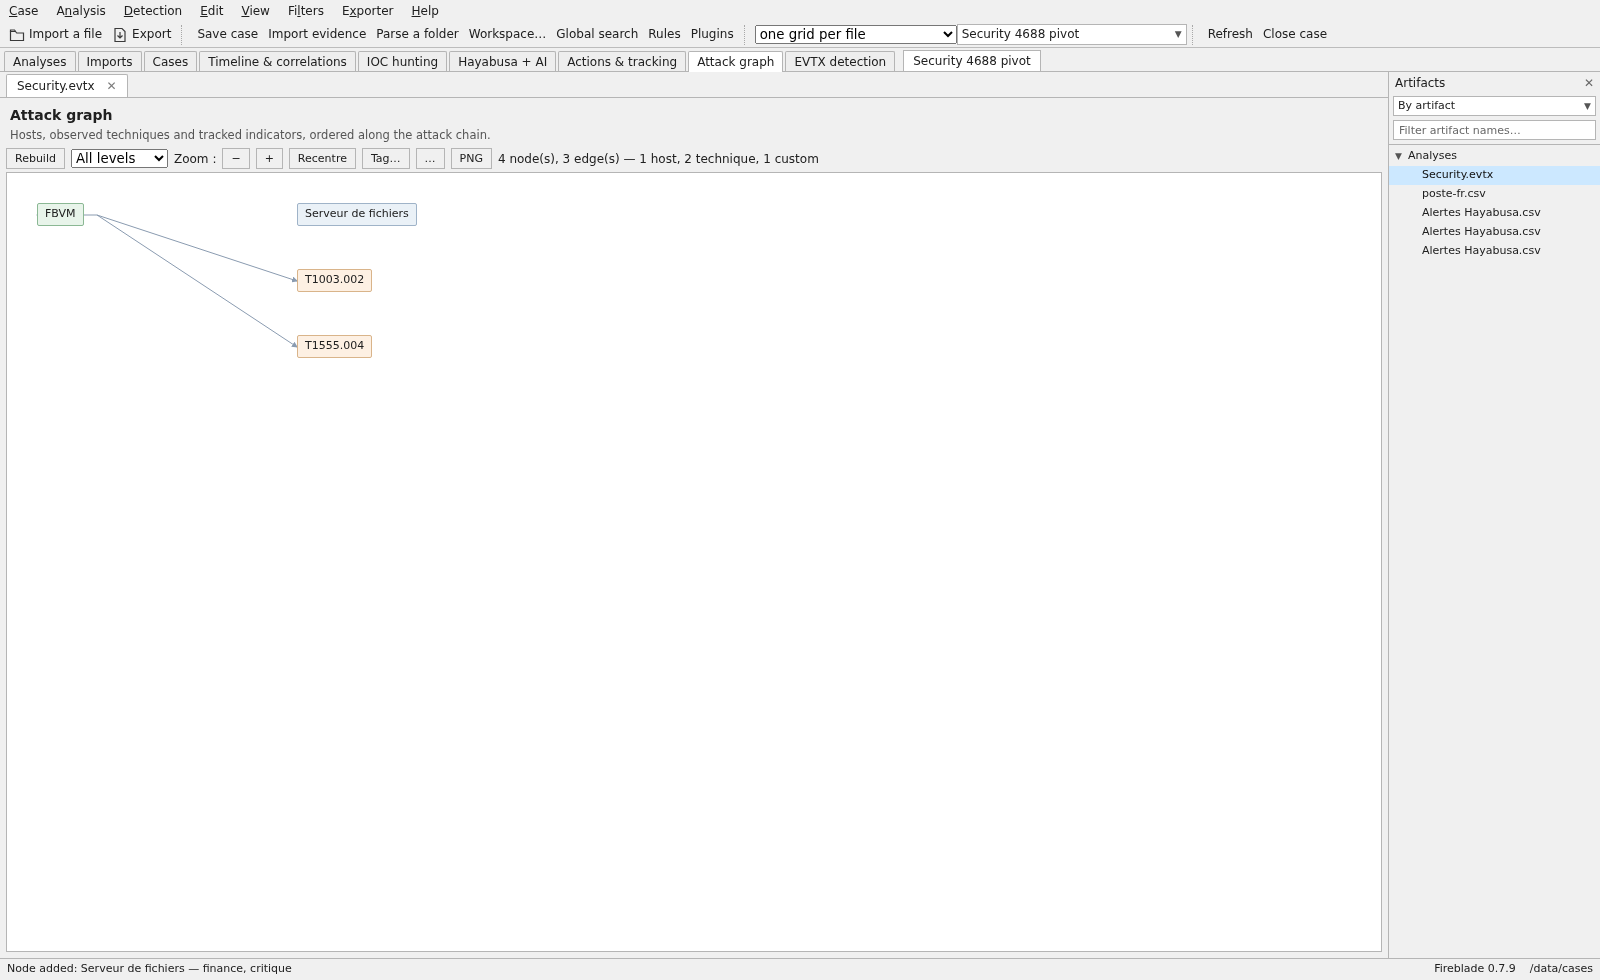 Case Analysis Detection Edit View Filters Exporter Help
Import a file Export Save case Import evidence Parse a folder Workspace... Global search Rules Plugins one grid per file Security 4688 pivot Refresh Close case
Analyses Imports Cases Timeline & correlations IOC hunting Hayabusa + AI Actions & tracking Attack graph EVTX detection Security 4688 pivot
Security.evtx ✕
Attack graph
Hosts, observed techniques and tracked indicators, ordered along the attack chain.
Rebuild All levels Zoom : − + Recentre Tag... ... PNG 4 node(s), 3 edge(s) — 1 host, 2 technique, 1 custom
FBVM Serveur de fichiers
T1003.002
T1555.004
Artifacts ✕
By artifact
Filter artifact names...
Analyses
Security.evtx
poste-fr.csv
Alertes Hayabusa.csv
Alertes Hayabusa.csv
Alertes Hayabusa.csv
Node added: Serveur de fichiers — finance, critique Fireblade 0.7.9 /data/cases